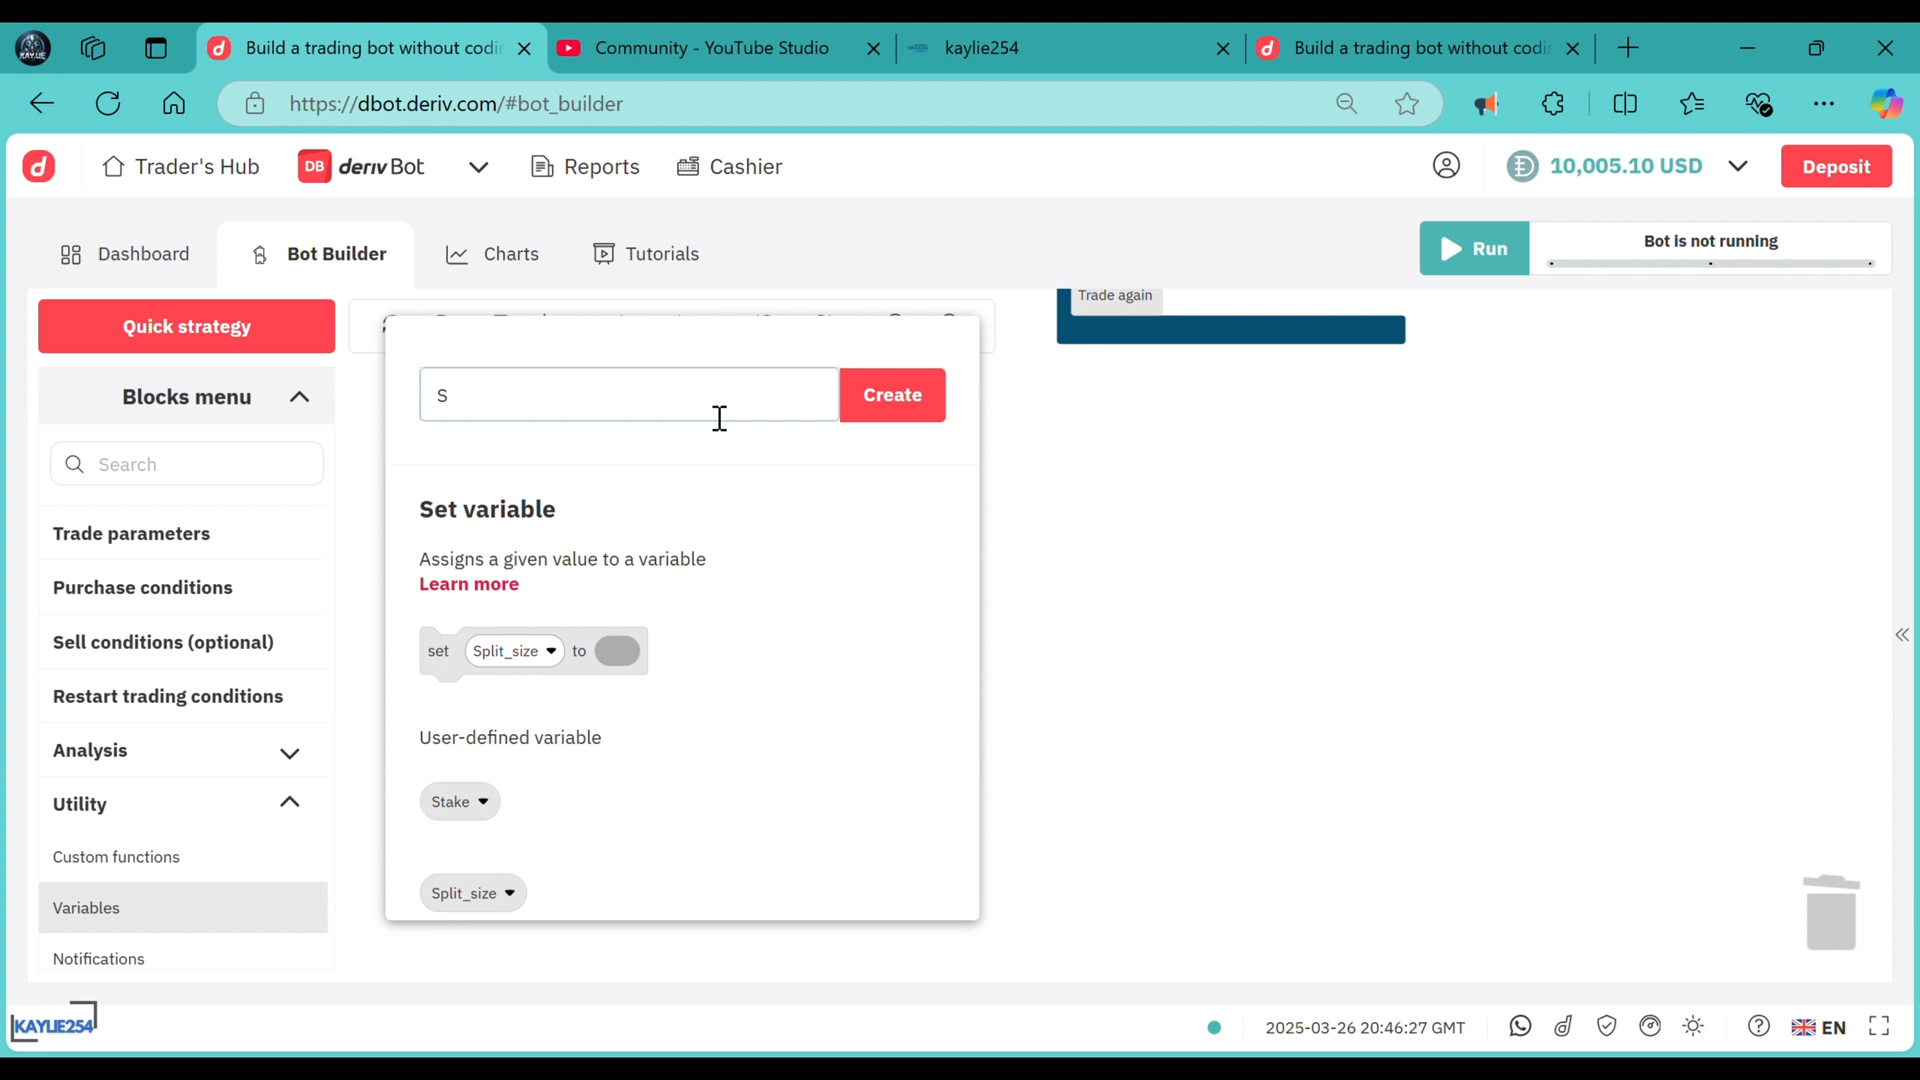 Build a trading bot without codin
Community - YouTube Studio
kaylie254
Build a trading bot without codin
https://dbot.deriv.com/#bot_builder
Trader's Hub
DB deriv Bot
Reports
Cashier
10,005.10 USD
Deposit
Dashboard
Bot Builder
Charts
Tutorials
Run
Bot is not running
Trade again
Quick strategy
Blocks menu
Search
Trade parameters
Purchase conditions
Sell conditions (optional)
Restart trading conditions
Analysis
Utility
Custom functions
Variables
Notifications
S
Create
Set variable
Assigns a given value to a variable
Learn more
set Split_size to
User-defined variable
Stake
Split_size
KAYLIE254
2025-03-26 20:46:27 GMT
EN